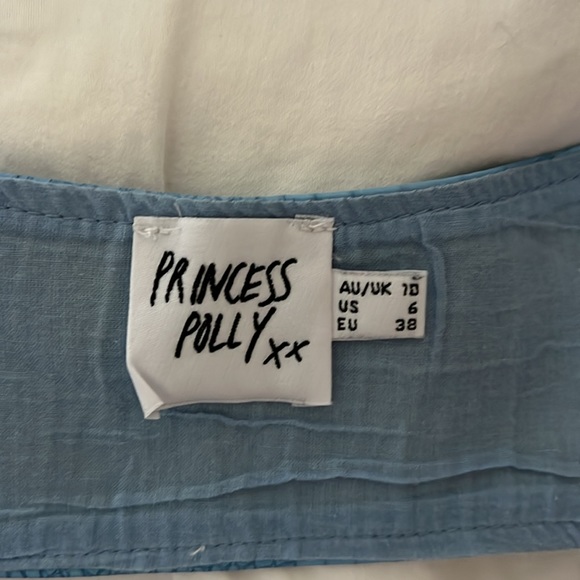 PRINCESS
POLLY xx
AU/UK 10
US 6
EU 38